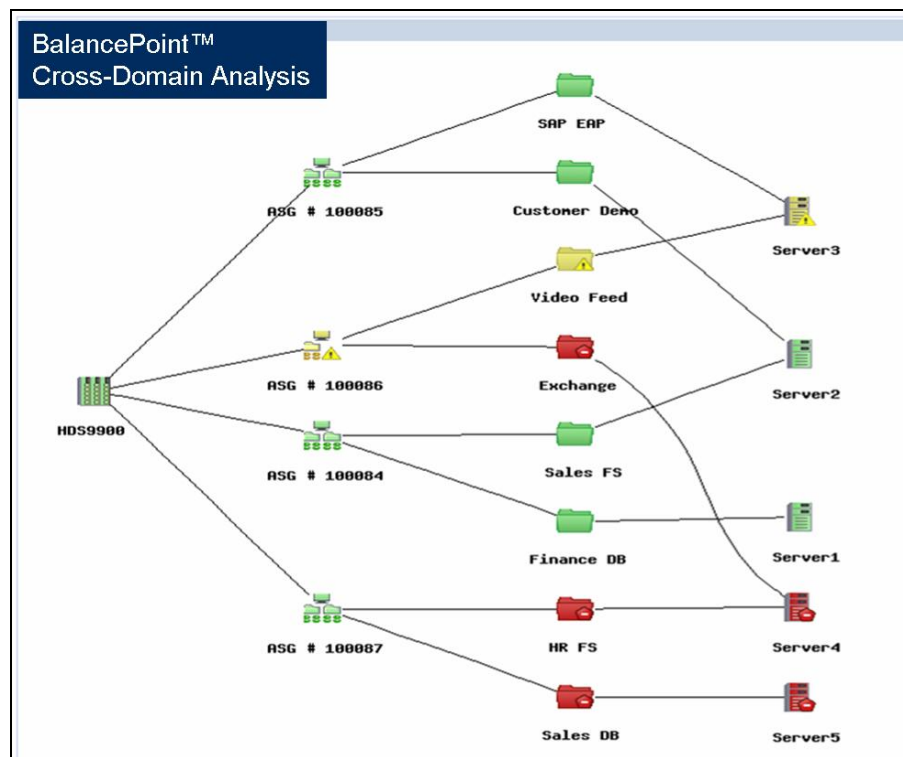 BalancePoint™
Cross-Domain Analysis
SAP EAP
ASG # 100085
Customer Demo
Server3
Video Feed
ASG # 100086
Exchange
Server2
HDS9900
ASG # 100084
Sales FS
Finance DB
Server1
ASG # 100087
HR FS
Server4
Sales DB
Server5